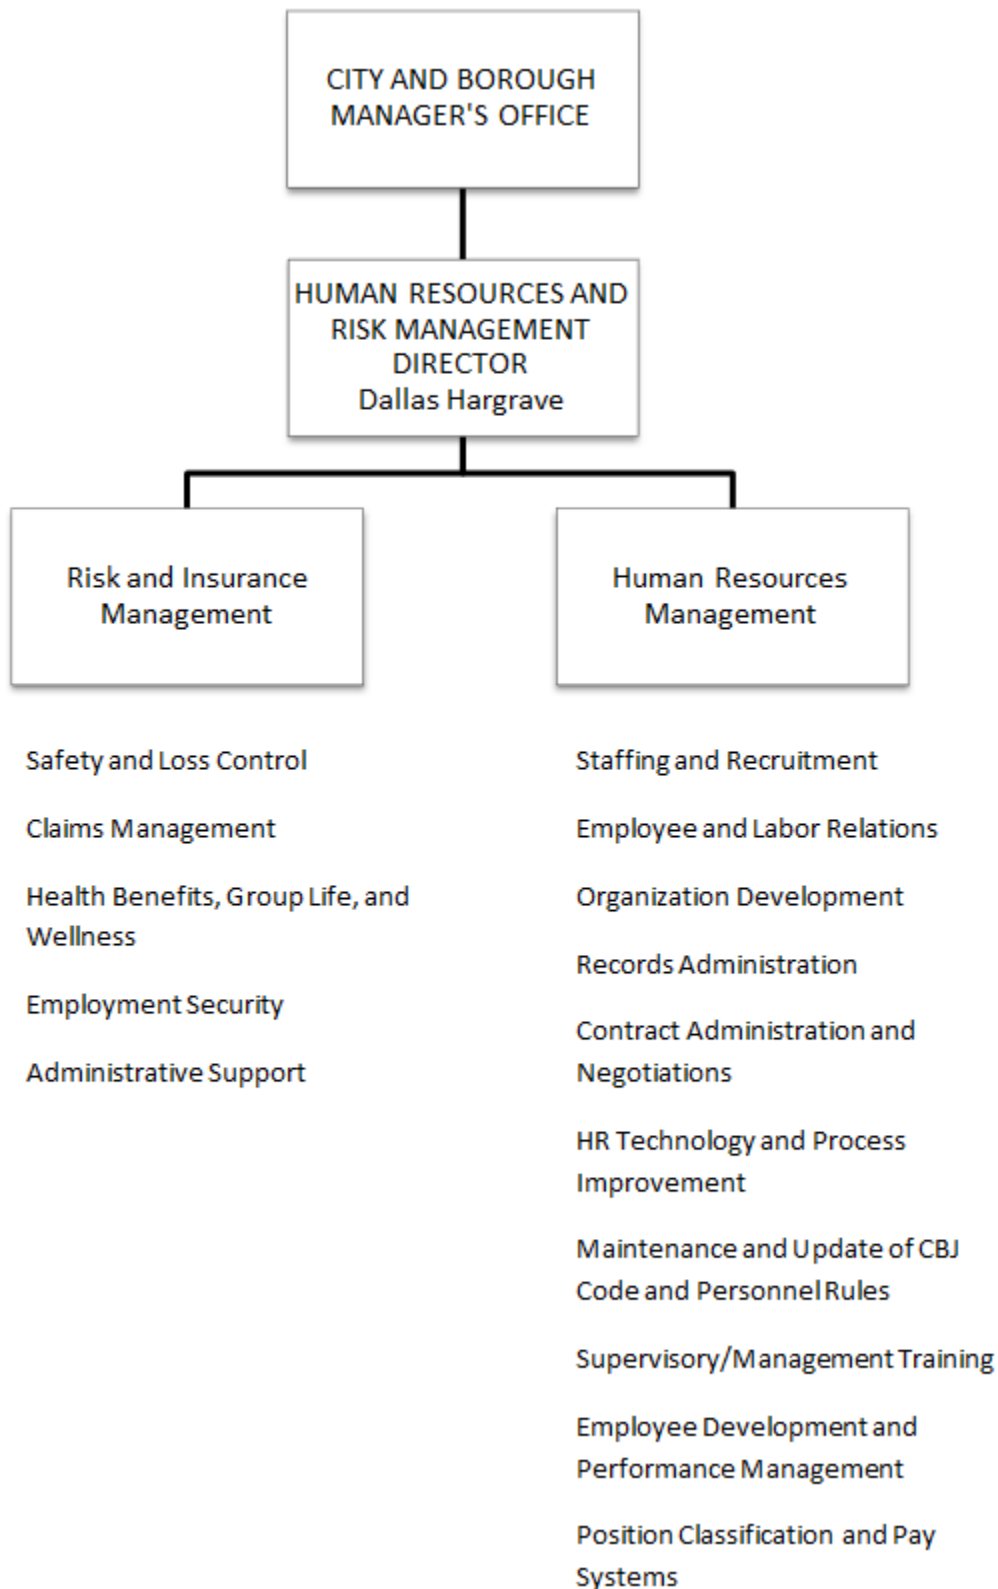 CITY AND BOROUGH
MANAGER'S OFFICE
HUMAN RESOURCES AND
RISK MANAGEMENT
DIRECTOR
Dallas Hargrave
Risk and Insurance
Management
Human Resources
Management
Safety and Loss Control
Claims Management
Health Benefits, Group Life, and
Wellness
Employment Security
Administrative Support
Staffing and Recruitment
Employee and Labor Relations
Organization Development
Records Administration
Contract Administration and
Negotiations
HR Technology and Process
Improvement
Maintenance and Update of CBJ
Code and Personnel Rules
Supervisory/Management Training
Employee Development and
Performance Management
Position Classification and Pay
Systems